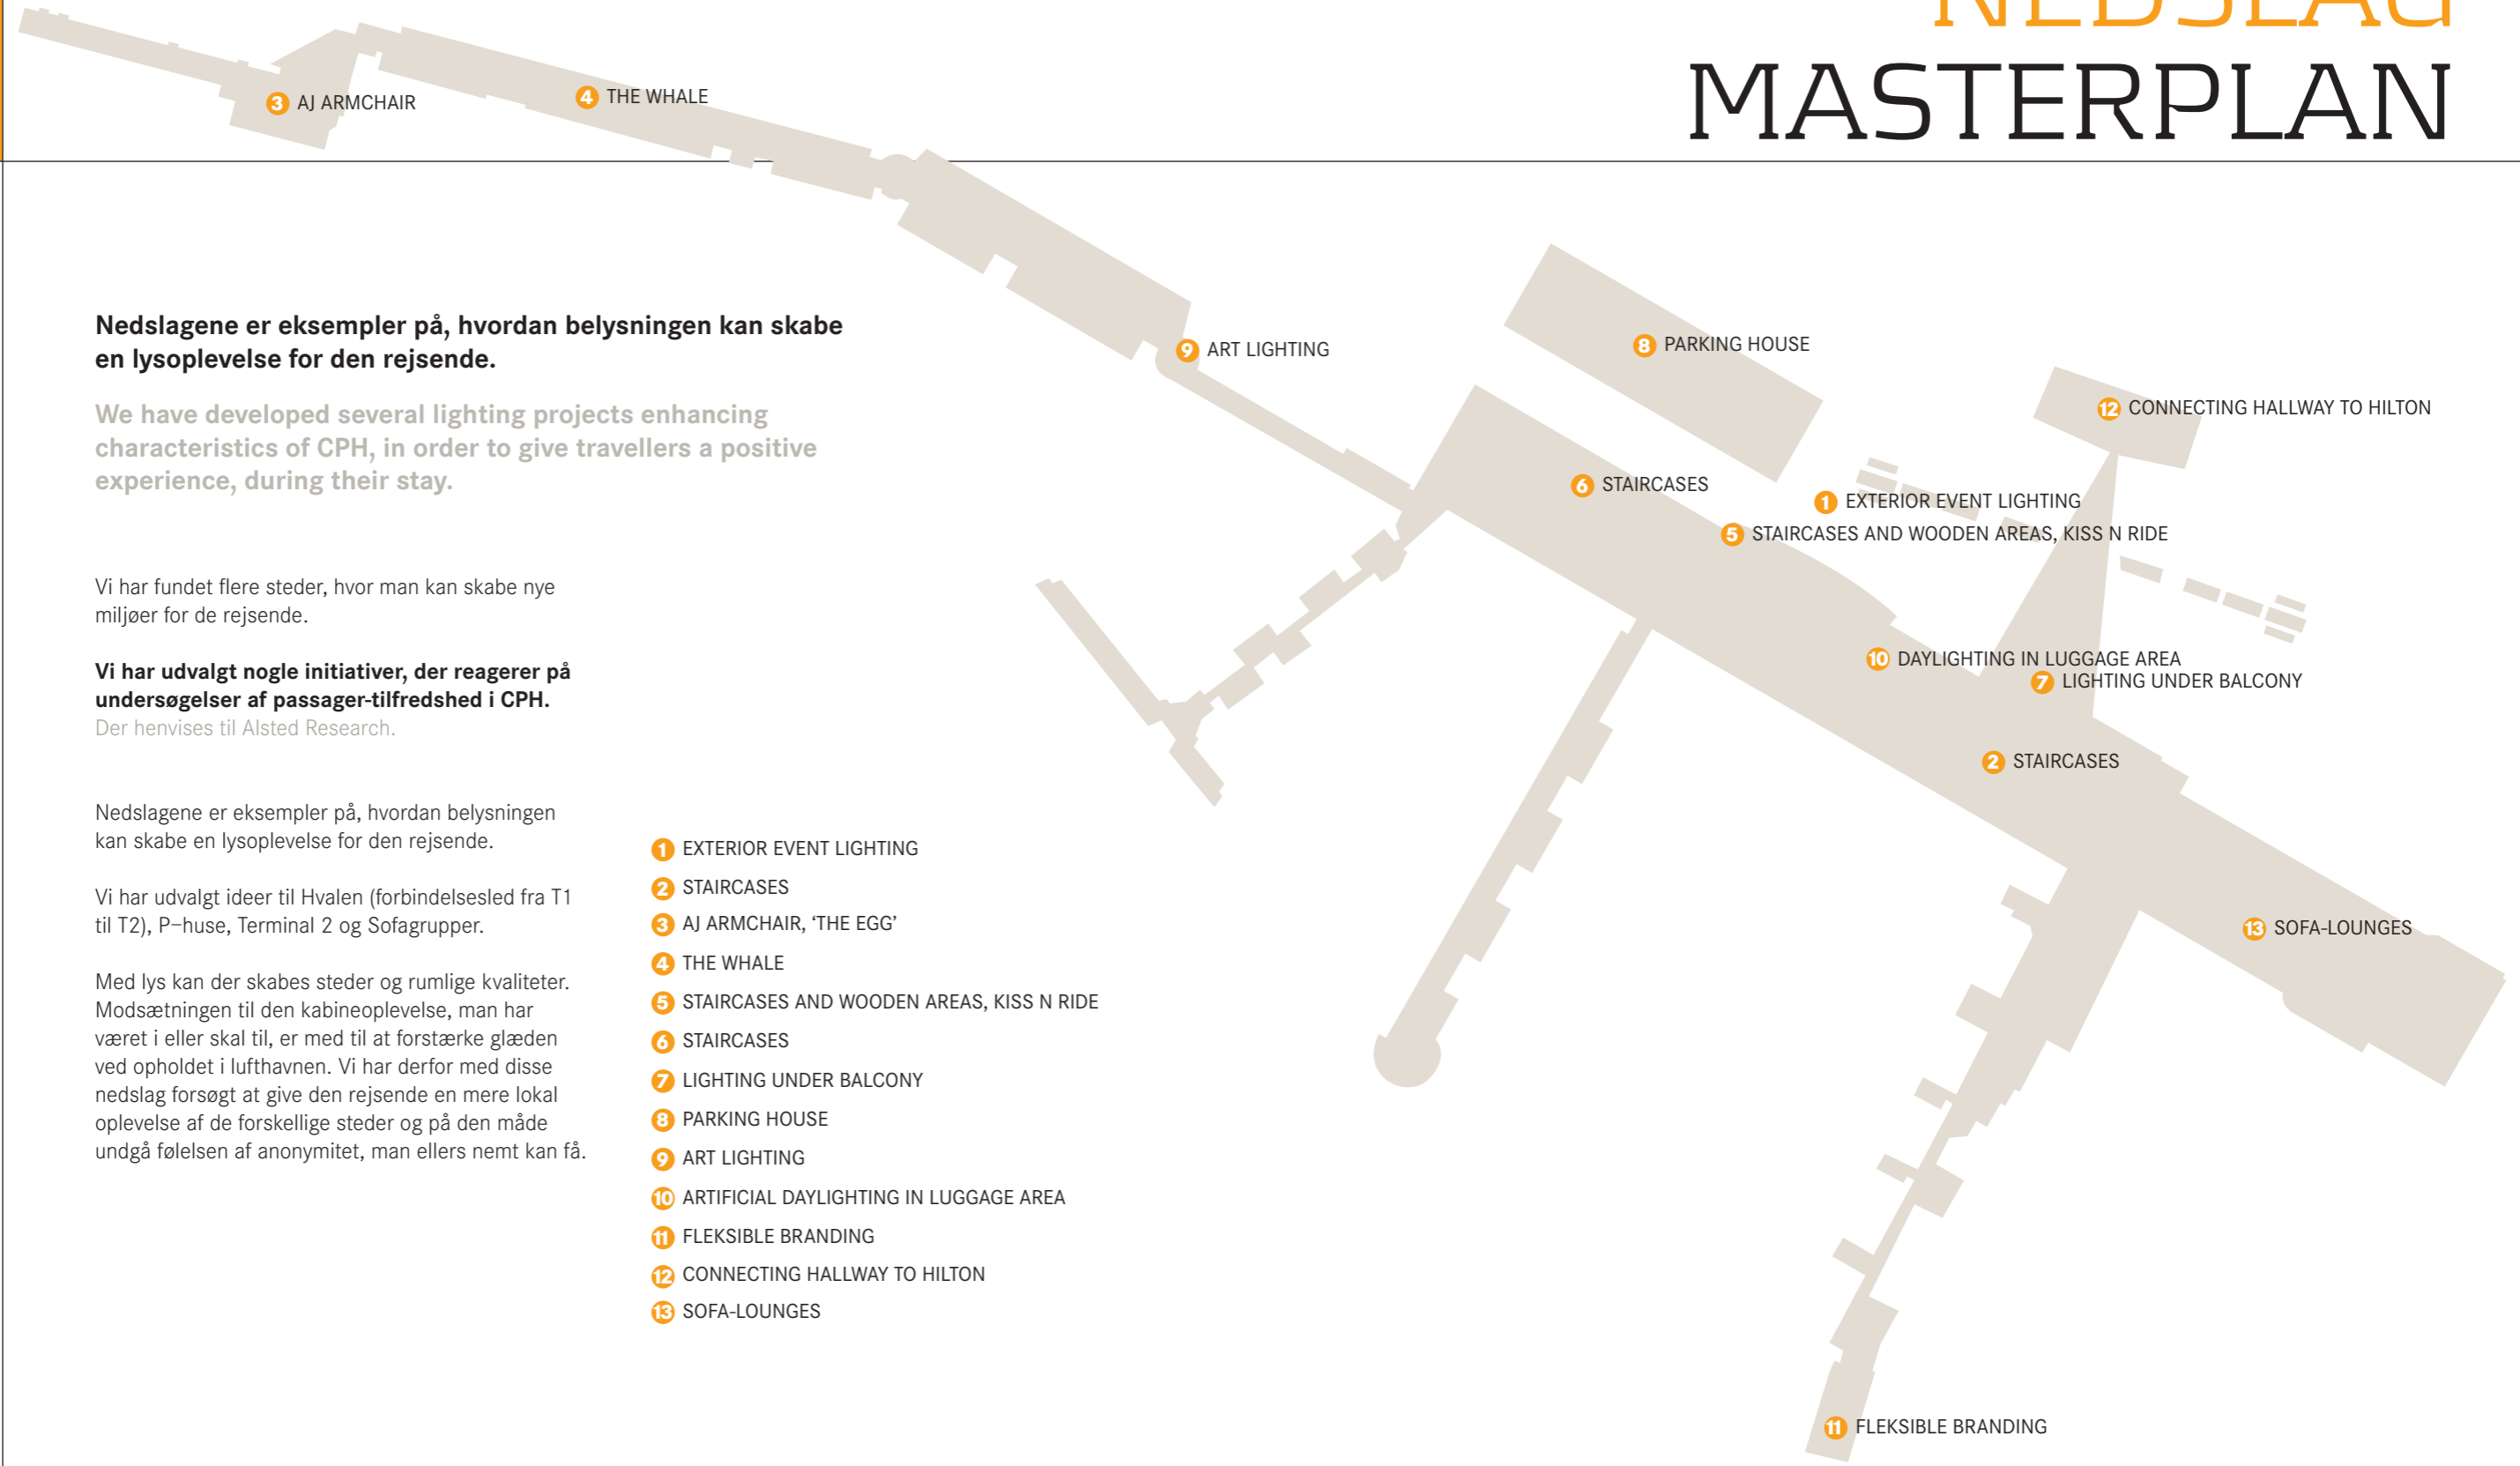 NEDSLAG
MASTERPLAN
3 AJ ARMCHAIR
4 THE WHALE
9 ART LIGHTING
8 PARKING HOUSE
12 CONNECTING HALLWAY TO HILTON
6 STAIRCASES
1 EXTERIOR EVENT LIGHTING
5 STAIRCASES AND WOODEN AREAS, KISS N RIDE
10 DAYLIGHTING IN LUGGAGE AREA
7 LIGHTING UNDER BALCONY
2 STAIRCASES
13 SOFA-LOUNGES
11 FLEKSIBLE BRANDING
Nedslagene er eksempler på, hvordan belysningen kan skabe
en lysoplevelse for den rejsende.
We have developed several lighting projects enhancing
characteristics of CPH, in order to give travellers a positive
experience, during their stay.
Vi har fundet flere steder, hvor man kan skabe nye
miljøer for de rejsende.
Vi har udvalgt nogle initiativer, der reagerer på
undersøgelser af passager-tilfredshed i CPH.
Der henvises til Alsted Research.
Nedslagene er eksempler på, hvordan belysningen
kan skabe en lysoplevelse for den rejsende.
Vi har udvalgt ideer til Hvalen (forbindelsesled fra T1
til T2), P–huse, Terminal 2 og Sofagrupper.
Med lys kan der skabes steder og rumlige kvaliteter.
Modsætningen til den kabineoplevelse, man har
været i eller skal til, er med til at forstærke glæden
ved opholdet i lufthavnen. Vi har derfor med disse
nedslag forsøgt at give den rejsende en mere lokal
oplevelse af de forskellige steder og på den måde
undgå følelsen af anonymitet, man ellers nemt kan få.
1 EXTERIOR EVENT LIGHTING
2 STAIRCASES
3 AJ ARMCHAIR, ‘THE EGG’
4 THE WHALE
5 STAIRCASES AND WOODEN AREAS, KISS N RIDE
6 STAIRCASES
7 LIGHTING UNDER BALCONY
8 PARKING HOUSE
9 ART LIGHTING
10 ARTIFICIAL DAYLIGHTING IN LUGGAGE AREA
11 FLEKSIBLE BRANDING
12 CONNECTING HALLWAY TO HILTON
13 SOFA-LOUNGES